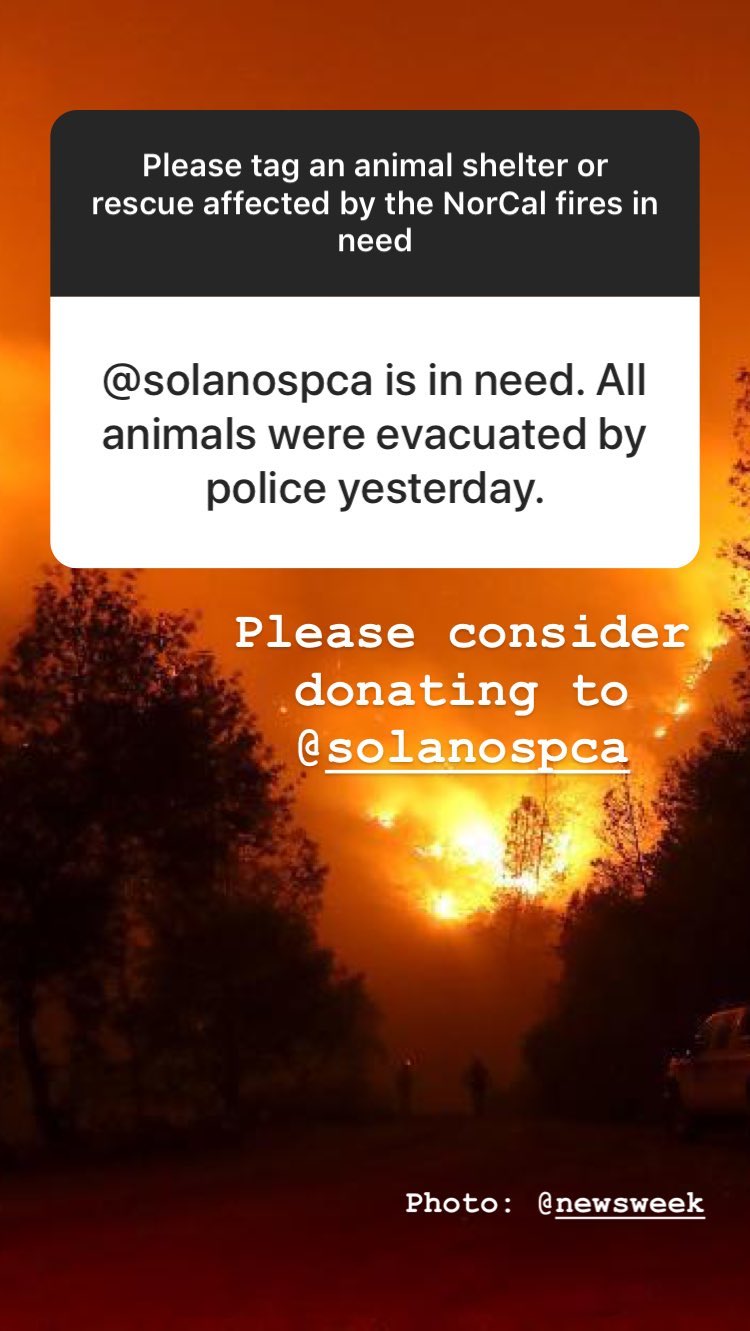 Please tag an animal shelter or
rescue affected by the NorCal fires in
need
@solanospca is in need. All
animals were evacuated by
police yesterday.
Please consider
donating to
@solanospca
Photo: @newsweek